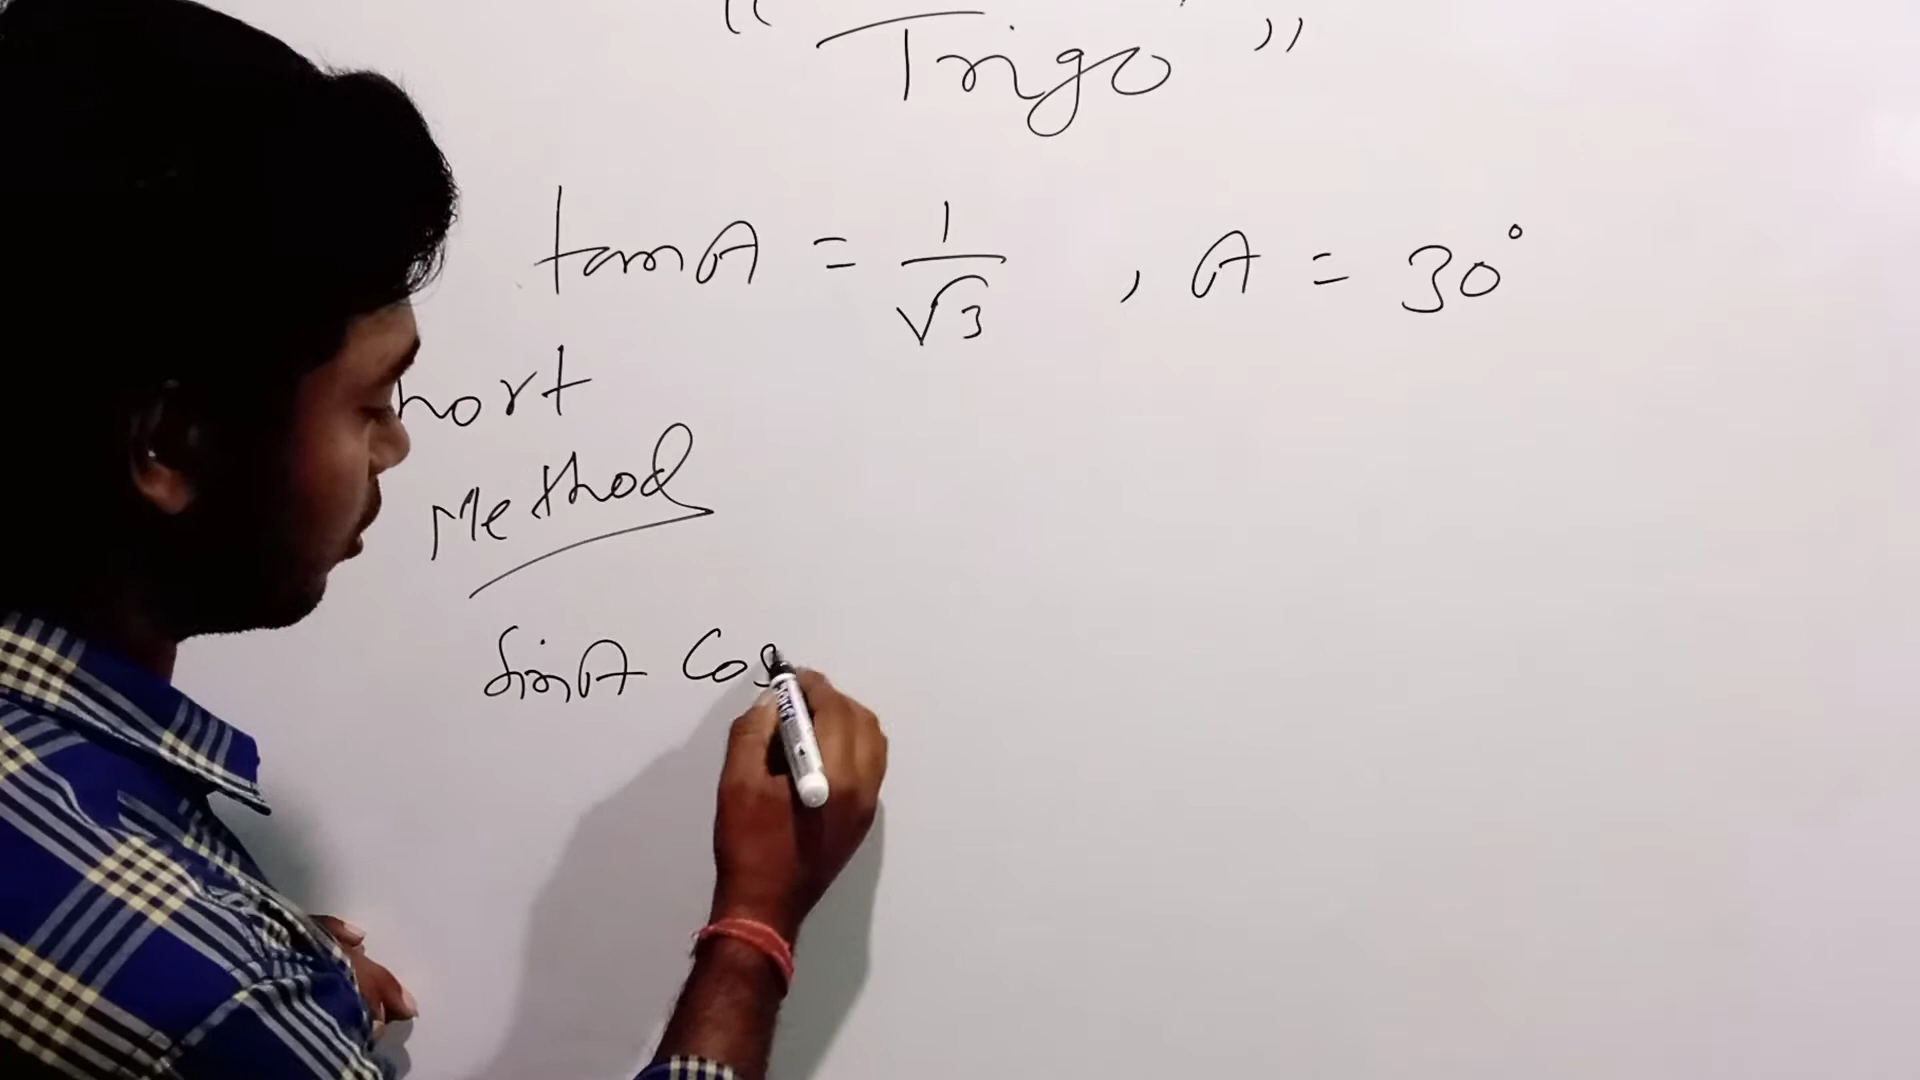 "Trigo"
tanA = 1/√3 , A = 30°
hort
Method
sinA Cos